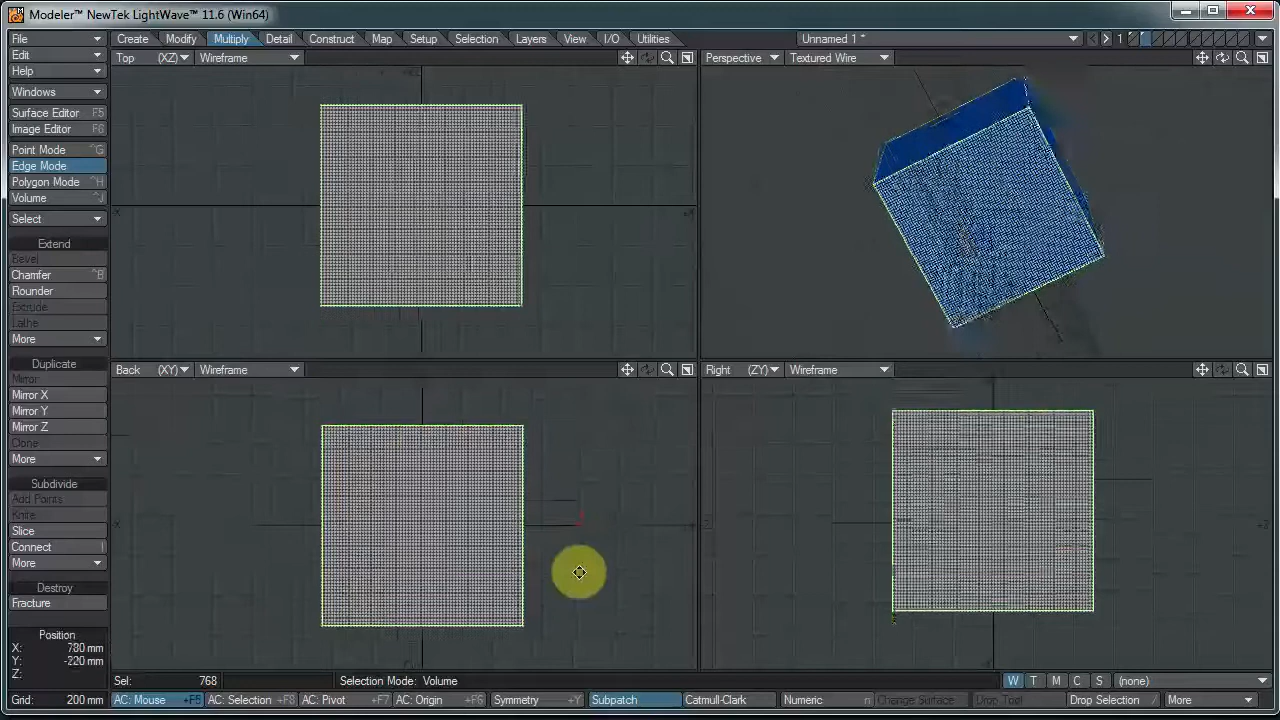 Modeler™ NewTek LightWave™ 11.6 (Win64)
File Create Modify Multiply Detail Construct Map Setup Selection Layers View I/O Utilities Unnamed 1 * 1
Edit
Top (XZ) Wireframe Perspective Textured Wire
Help
Windows
Surface Editor F5
Image Editor F6
Point Mode ^G
Edge Mode
Polygon Mode ^H
Volume ^J
Select
Extend
Bevel
Chamfer ^B
Rounder
Extrude
Lathe
More
Duplicate
Back (XY) Wireframe Right (ZY) Wireframe
Mirror
Mirror X
Mirror Y
Mirror Z
Clone
More
Subdivide
Add Points
Knife
Slice
Connect l
More
Destroy
Fracture
Position
X: 780 mm
Y: -220 mm
Z:
Sel: 768 Selection Mode: Volume W T M C S (none)
Grid: 200 mm AC: Mouse +F5 AC: Selection +F8 AC: Pivot +F7 AC: Origin +F6 Symmetry +Y Subpatch Catmull-Clark Numeric n Change Surface Drop Tool Drop Selection / More